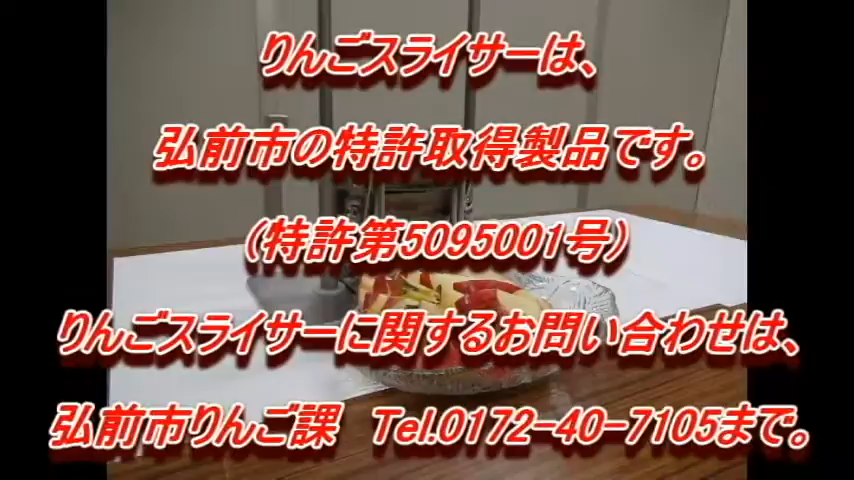 りんごスライサーは、
弘前市の特許取得製品です。
(特許第5095001号)
りんごスライサーに関するお問い合わせは、
弘前市りんご課　Tel.0172-40-7105まで。